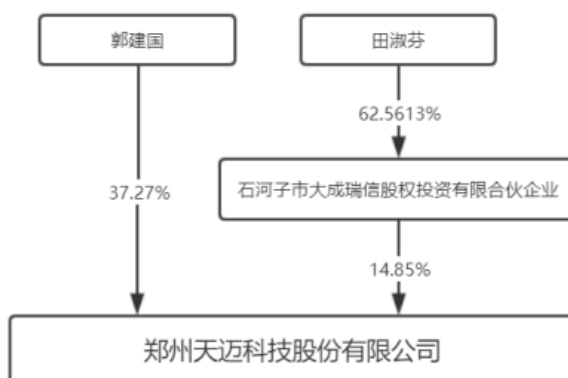 郭建国
田淑芬
62.5613%
石河子市大成瑞信股权投资有限合伙企业
37.27%
14.85%
郑州天迈科技股份有限公司